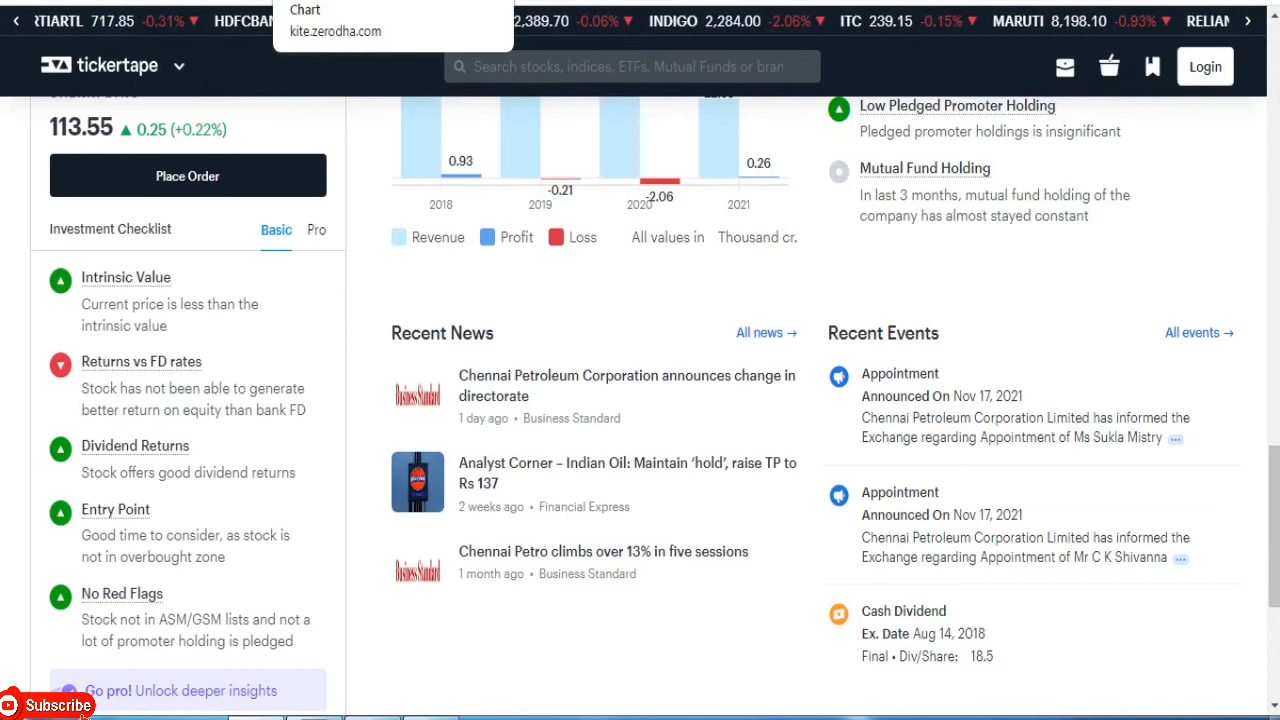 Chart
kite.zerodha.com
RTIARTL 717.85 -0.31% ▼ HDFCBAN 2,389.70 -0.06% ▼ INDIGO 2,284.00 -2.06% ▼ ITC 239.15 -0.15% ▼ MARUTI 8,198.10 -0.93% ▼ RELIAN
tickertape
Search stocks, indices, ETFs. Mutual Funds or bran
Login
113.55 ▲ 0.25 (+0.22%)
Place Order
Investment Checklist Basic Pro
Intrinsic Value
Current price is less than the
intrinsic value
Returns vs FD rates
Stock has not been able to generate
better return on equity than bank FD
Dividend Returns
Stock offers good dividend returns
Entry Point
Good time to consider, as stock is
not in overbought zone
No Red Flags
Stock not in ASM/GSM lists and not a
lot of promoter holding is pledged
Go pro! Unlock deeper insights
Subscribe
0.93 -0.21 -2.06 0.26
2018 2019 2020 2021
Revenue Profit Loss All values in Thousand cr.
Low Pledged Promoter Holding
Pledged promoter holdings is insignificant
Mutual Fund Holding
In last 3 months, mutual fund holding of the
company has almost stayed constant
Recent News All news →
Business Standard
Chennai Petroleum Corporation announces change in
directorate
1 day ago • Business Standard
Analyst Corner – Indian Oil: Maintain ‘hold’, raise TP to
Rs 137
2 weeks ago • Financial Express
Business Standard
Chennai Petro climbs over 13% in five sessions
1 month ago • Business Standard
Recent Events All events →
Appointment
Announced On Nov 17, 2021
Chennai Petroleum Corporation Limited has informed the
Exchange regarding Appointment of Ms Sukla Mistry ...
Appointment
Announced On Nov 17, 2021
Chennai Petroleum Corporation Limited has informed the
Exchange regarding Appointment of Mr C K Shivanna ...
Cash Dividend
Ex. Date Aug 14, 2018
Final • Div/Share: 18.5